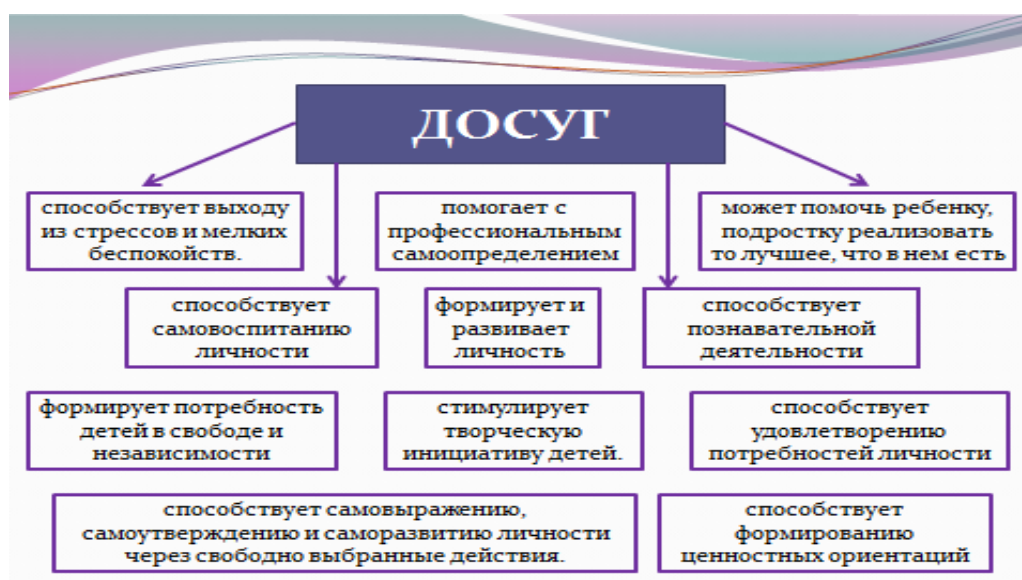 ДОСУГ
способствует выходу
из стрессов и мелких
беспокойств.
помогает с
профессиональным
самоопределением
может помочь ребенку,
подростку реализовать
то лучшее, что в нем есть
способствует
самовоспитанию
личности
формирует и
развивает
личность
способствует
познавательной
деятельности
формирует потребность
детей в свободе и
независимости
стимулирует
творческую
инициативу детей.
способствует
удовлетворению
потребностей личности
способствует самовыражению,
самоутверждению и саморазвитию личности
через свободно выбранные действия.
способствует
формированию
ценностных ориентаций